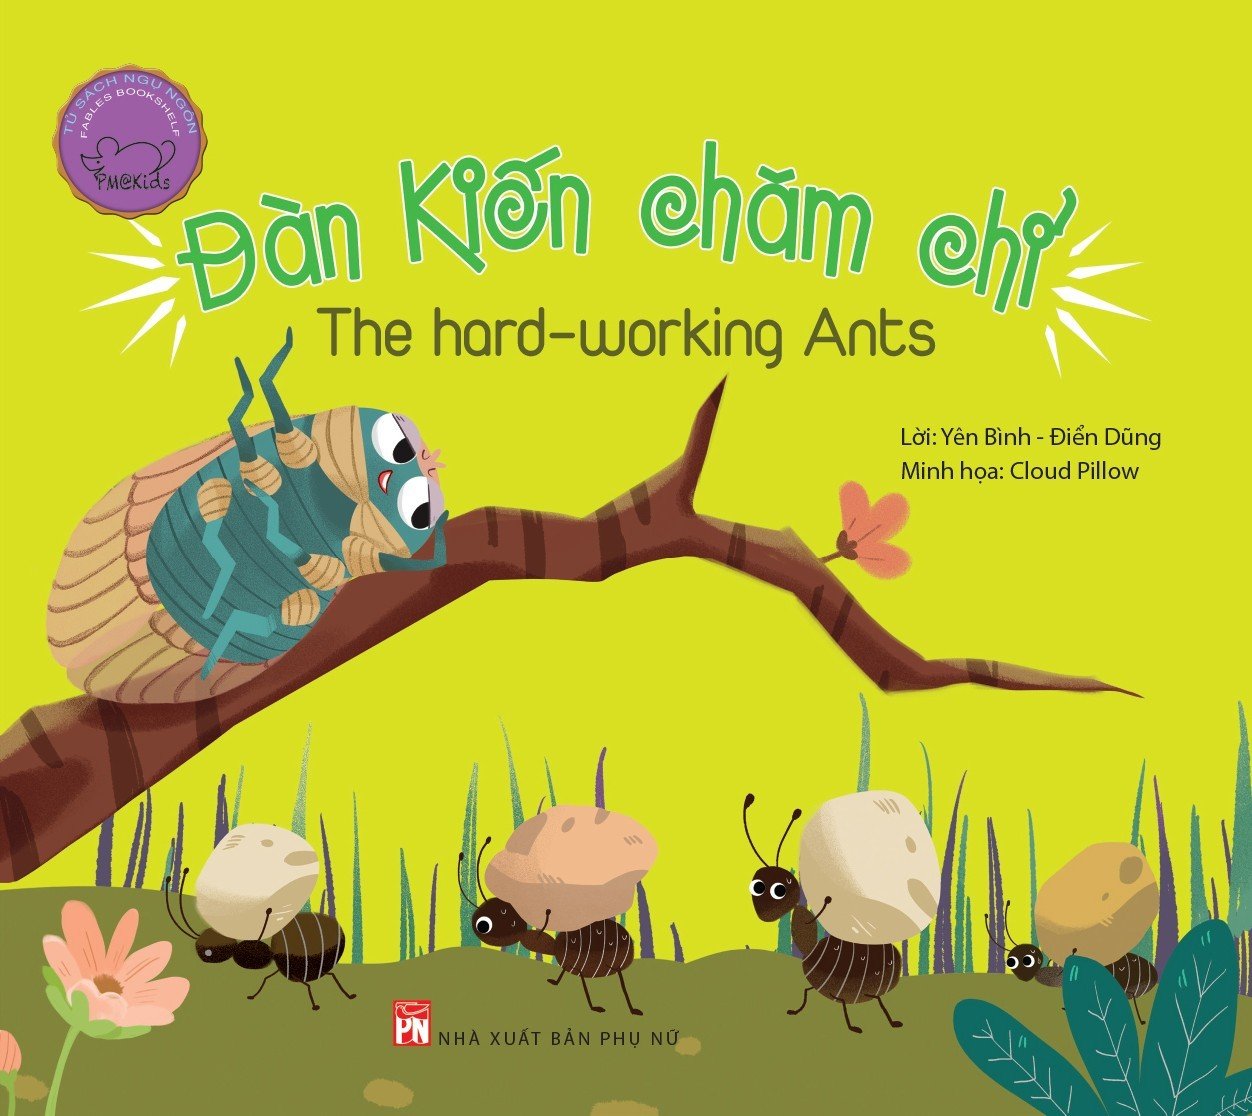 TỦ SÁCH NGỤ NGÔN
FABLES BOOKSHELF
PM@Kids
Đàn Kiến chăm chỉ
The hard-working Ants
Lời: Yên Bình - Điển Dũng
Minh họa: Cloud Pillow
PN NHÀ XUẤT BẢN PHỤ NỮ